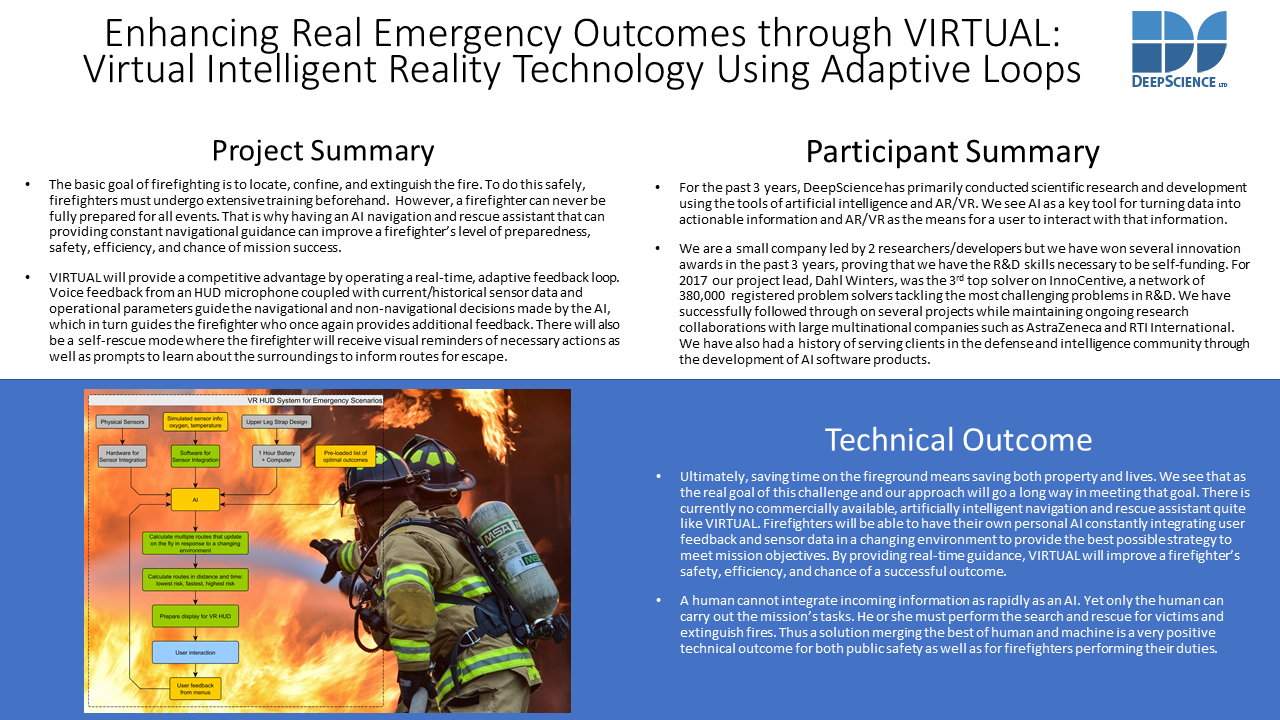 Enhancing Real Emergency Outcomes through VIRTUAL:
Virtual Intelligent Reality Technology Using Adaptive Loops
DEEPSCIENCE LTD
Project Summary
• The basic goal of firefighting is to locate, confine, and extinguish the fire. To do this safely,
firefighters must undergo extensive training beforehand. However, a firefighter can never be
fully prepared for all events. That is why having an AI navigation and rescue assistant that can
providing constant navigational guidance can improve a firefighter's level of preparedness,
safety, efficiency, and chance of mission success.
• VIRTUAL will provide a competitive advantage by operating a real-time, adaptive feedback loop.
Voice feedback from an HUD microphone coupled with current/historical sensor data and
operational parameters guide the navigational and non-navigational decisions made by the AI,
which in turn guides the firefighter who once again provides additional feedback. There will also
be a self-rescue mode where the firefighter will receive visual reminders of necessary actions as
well as prompts to learn about the surroundings to inform routes for escape.
Participant Summary
• For the past 3 years, DeepScience has primarily conducted scientific research and development
using the tools of artificial intelligence and AR/VR. We see AI as a key tool for turning data into
actionable information and AR/VR as the means for a user to interact with that information.
• We are a small company led by 2 researchers/developers but we have won several innovation
awards in the past 3 years, proving that we have the R&D skills necessary to be self-funding. For
2017 our project lead, Dahl Winters, was the 3rd top solver on InnoCentive, a network of
380,000 registered problem solvers tackling the most challenging problems in R&D. We have
successfully followed through on several projects while maintaining ongoing research
collaborations with large multinational companies such as AstraZeneca and RTI International.
We have also had a history of serving clients in the defense and intelligence community through
the development of AI software products.
VR HUD System for Emergency Scenarios
Physical Sensors
Simulated sensor info:
oxygen, temperature
Upper Leg Strap Design
Hardware for
Sensor Integration
Software for
Sensor Integration
1 Hour Battery
+ Computer
Pre-loaded list of
optimal outcomes
AI
Calculate multiple routes that update
on the fly in response to a changing
environment
Calculate routes in distance and time:
lowest risk, fastest, highest risk
Prepare display for VR HUD
User interaction
User feedback
from menus
MSA
MSA
Technical Outcome
• Ultimately, saving time on the fireground means saving both property and lives. We see that as
the real goal of this challenge and our approach will go a long way in meeting that goal. There is
currently no commercially available, artificially intelligent navigation and rescue assistant quite
like VIRTUAL. Firefighters will be able to have their own personal AI constantly integrating user
feedback and sensor data in a changing environment to provide the best possible strategy to
meet mission objectives. By providing real-time guidance, VIRTUAL will improve a firefighter's
safety, efficiency, and chance of a successful outcome.
• A human cannot integrate incoming information as rapidly as an AI. Yet only the human can
carry out the mission's tasks. He or she must perform the search and rescue for victims and
extinguish fires. Thus a solution merging the best of human and machine is a very positive
technical outcome for both public safety as well as for firefighters performing their duties.